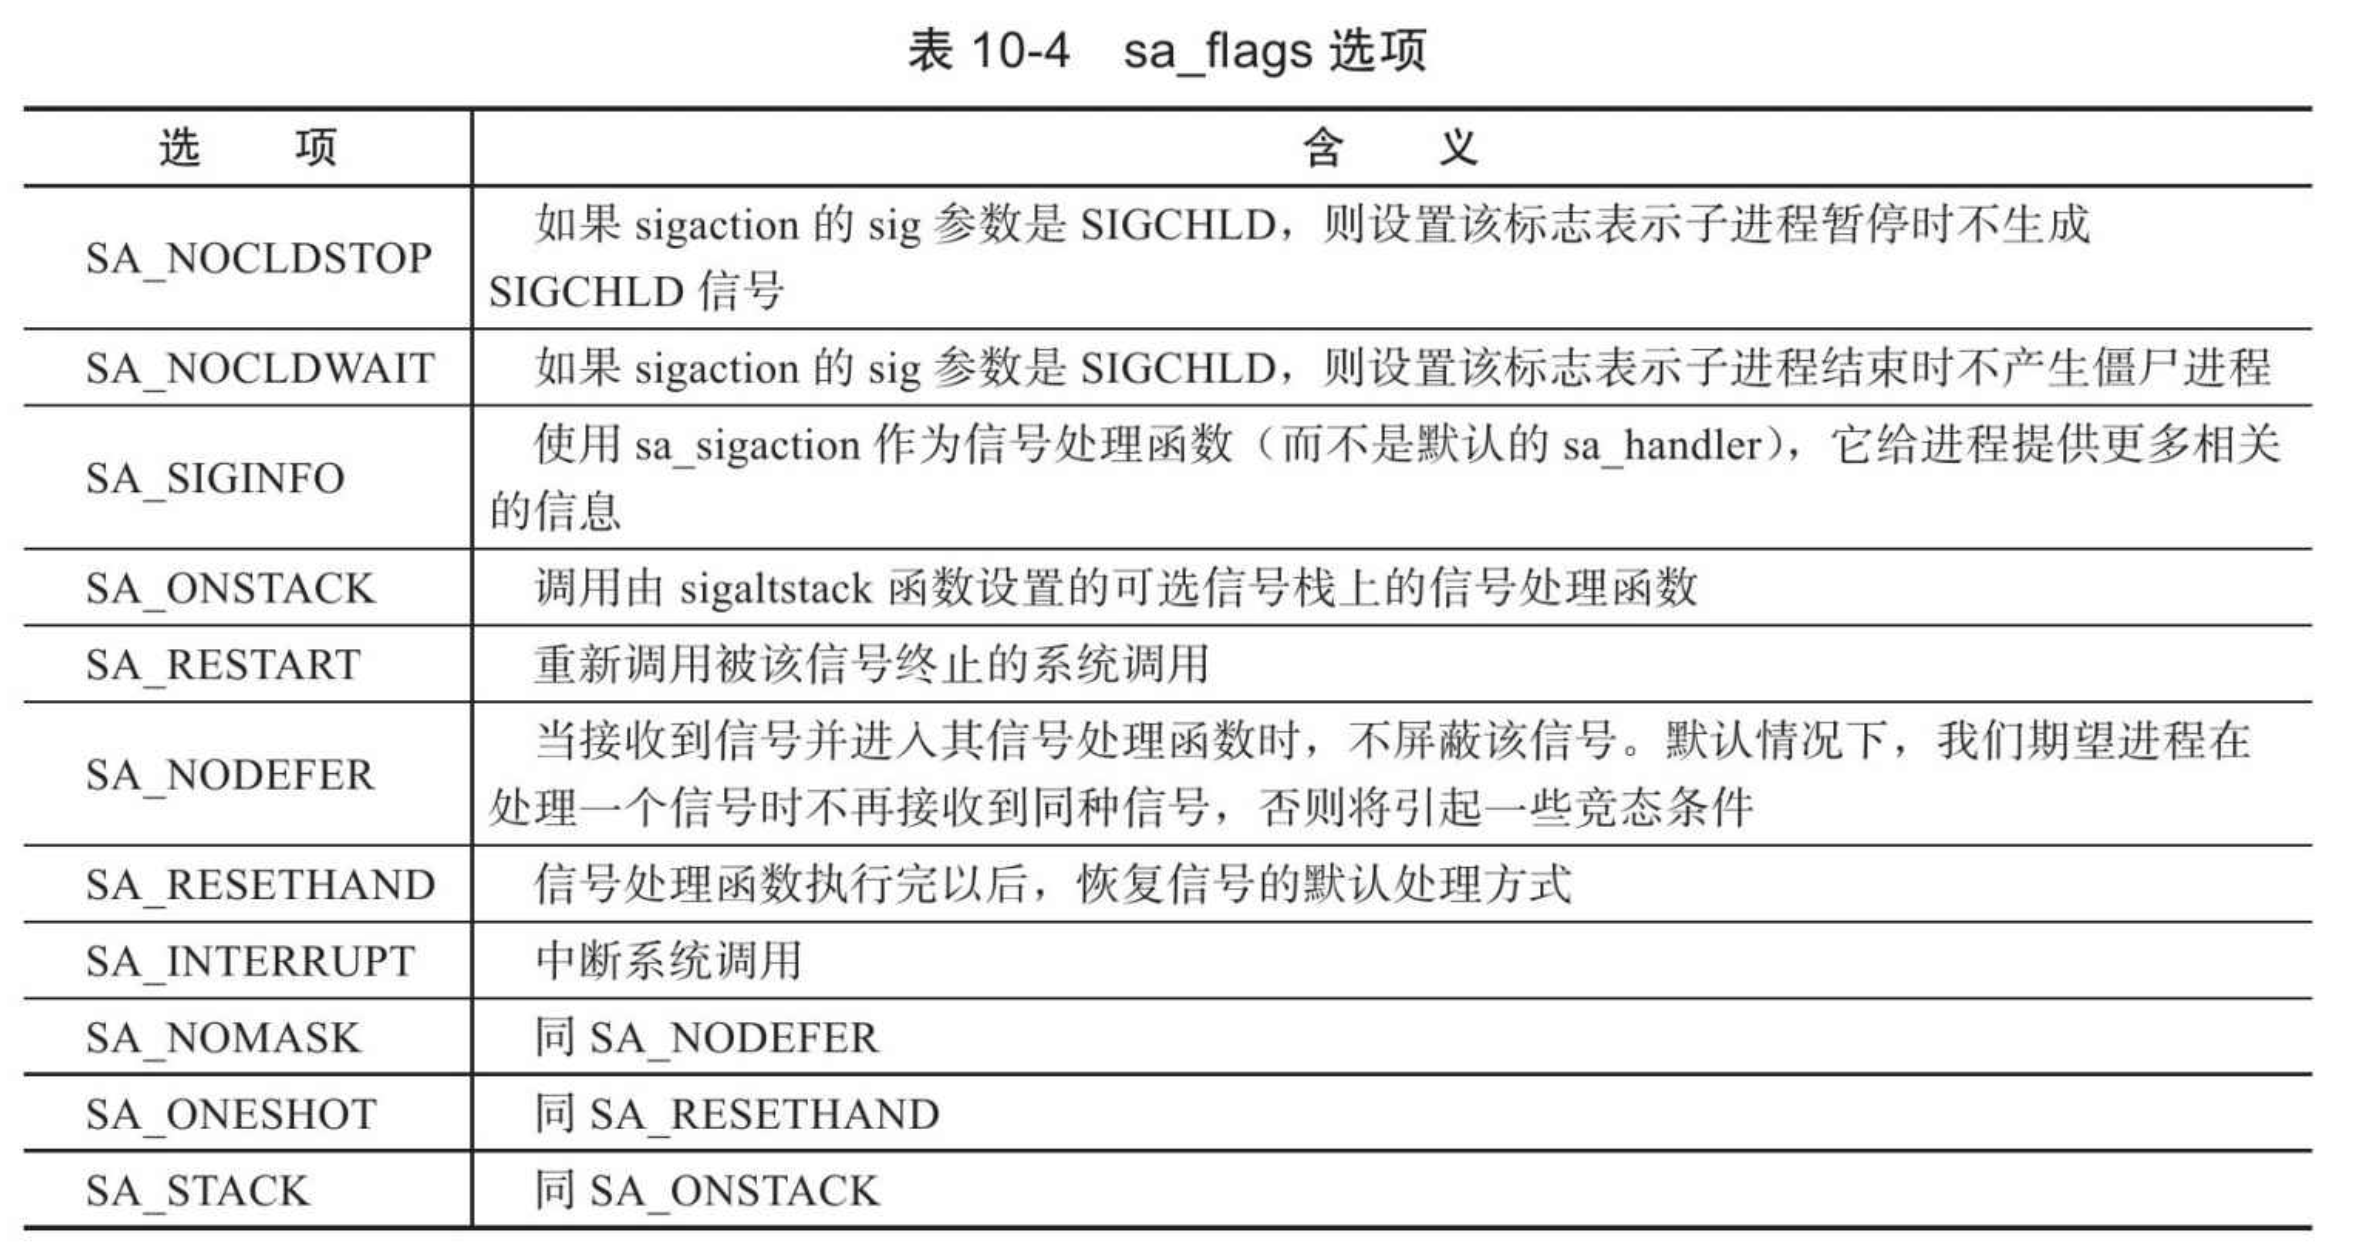 表 10-4 sa_flags 选项
选 项 含 义
SA_NOCLDSTOP 如果 sigaction 的 sig 参数是 SIGCHLD，则设置该标志表示子进程暂停时不生成
SIGCHLD 信号
SA_NOCLDWAIT 如果 sigaction 的 sig 参数是 SIGCHLD，则设置该标志表示子进程结束时不产生僵尸进程
SA_SIGINFO 使用 sa_sigaction 作为信号处理函数（而不是默认的 sa_handler），它给进程提供更多相关
的信息
SA_ONSTACK 调用由 sigaltstack 函数设置的可选信号栈上的信号处理函数
SA_RESTART 重新调用被该信号终止的系统调用
SA_NODEFER 当接收到信号并进入其信号处理函数时，不屏蔽该信号。默认情况下，我们期望进程在
处理一个信号时不再接收到同种信号，否则将引起一些竞态条件
SA_RESETHAND 信号处理函数执行完以后，恢复信号的默认处理方式
SA_INTERRUPT 中断系统调用
SA_NOMASK 同 SA_NODEFER
SA_ONESHOT 同 SA_RESETHAND
SA_STACK 同 SA_ONSTACK